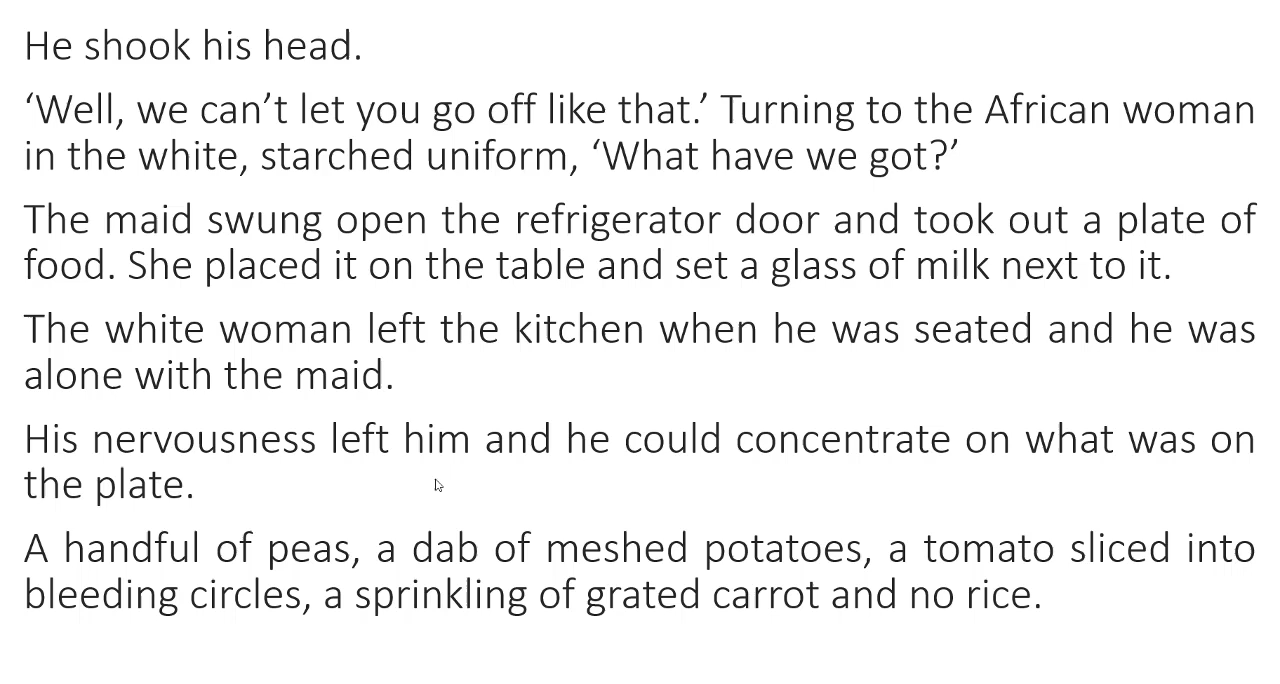 He shook his head.
‘Well, we can’t let you go off like that.’ Turning to the African woman
in the white, starched uniform, ‘What have we got?’
The maid swung open the refrigerator door and took out a plate of
food. She placed it on the table and set a glass of milk next to it.
The white woman left the kitchen when he was seated and he was
alone with the maid.
His nervousness left him and he could concentrate on what was on
the plate.
A handful of peas, a dab of meshed potatoes, a tomato sliced into
bleeding circles, a sprinkling of grated carrot and no rice.